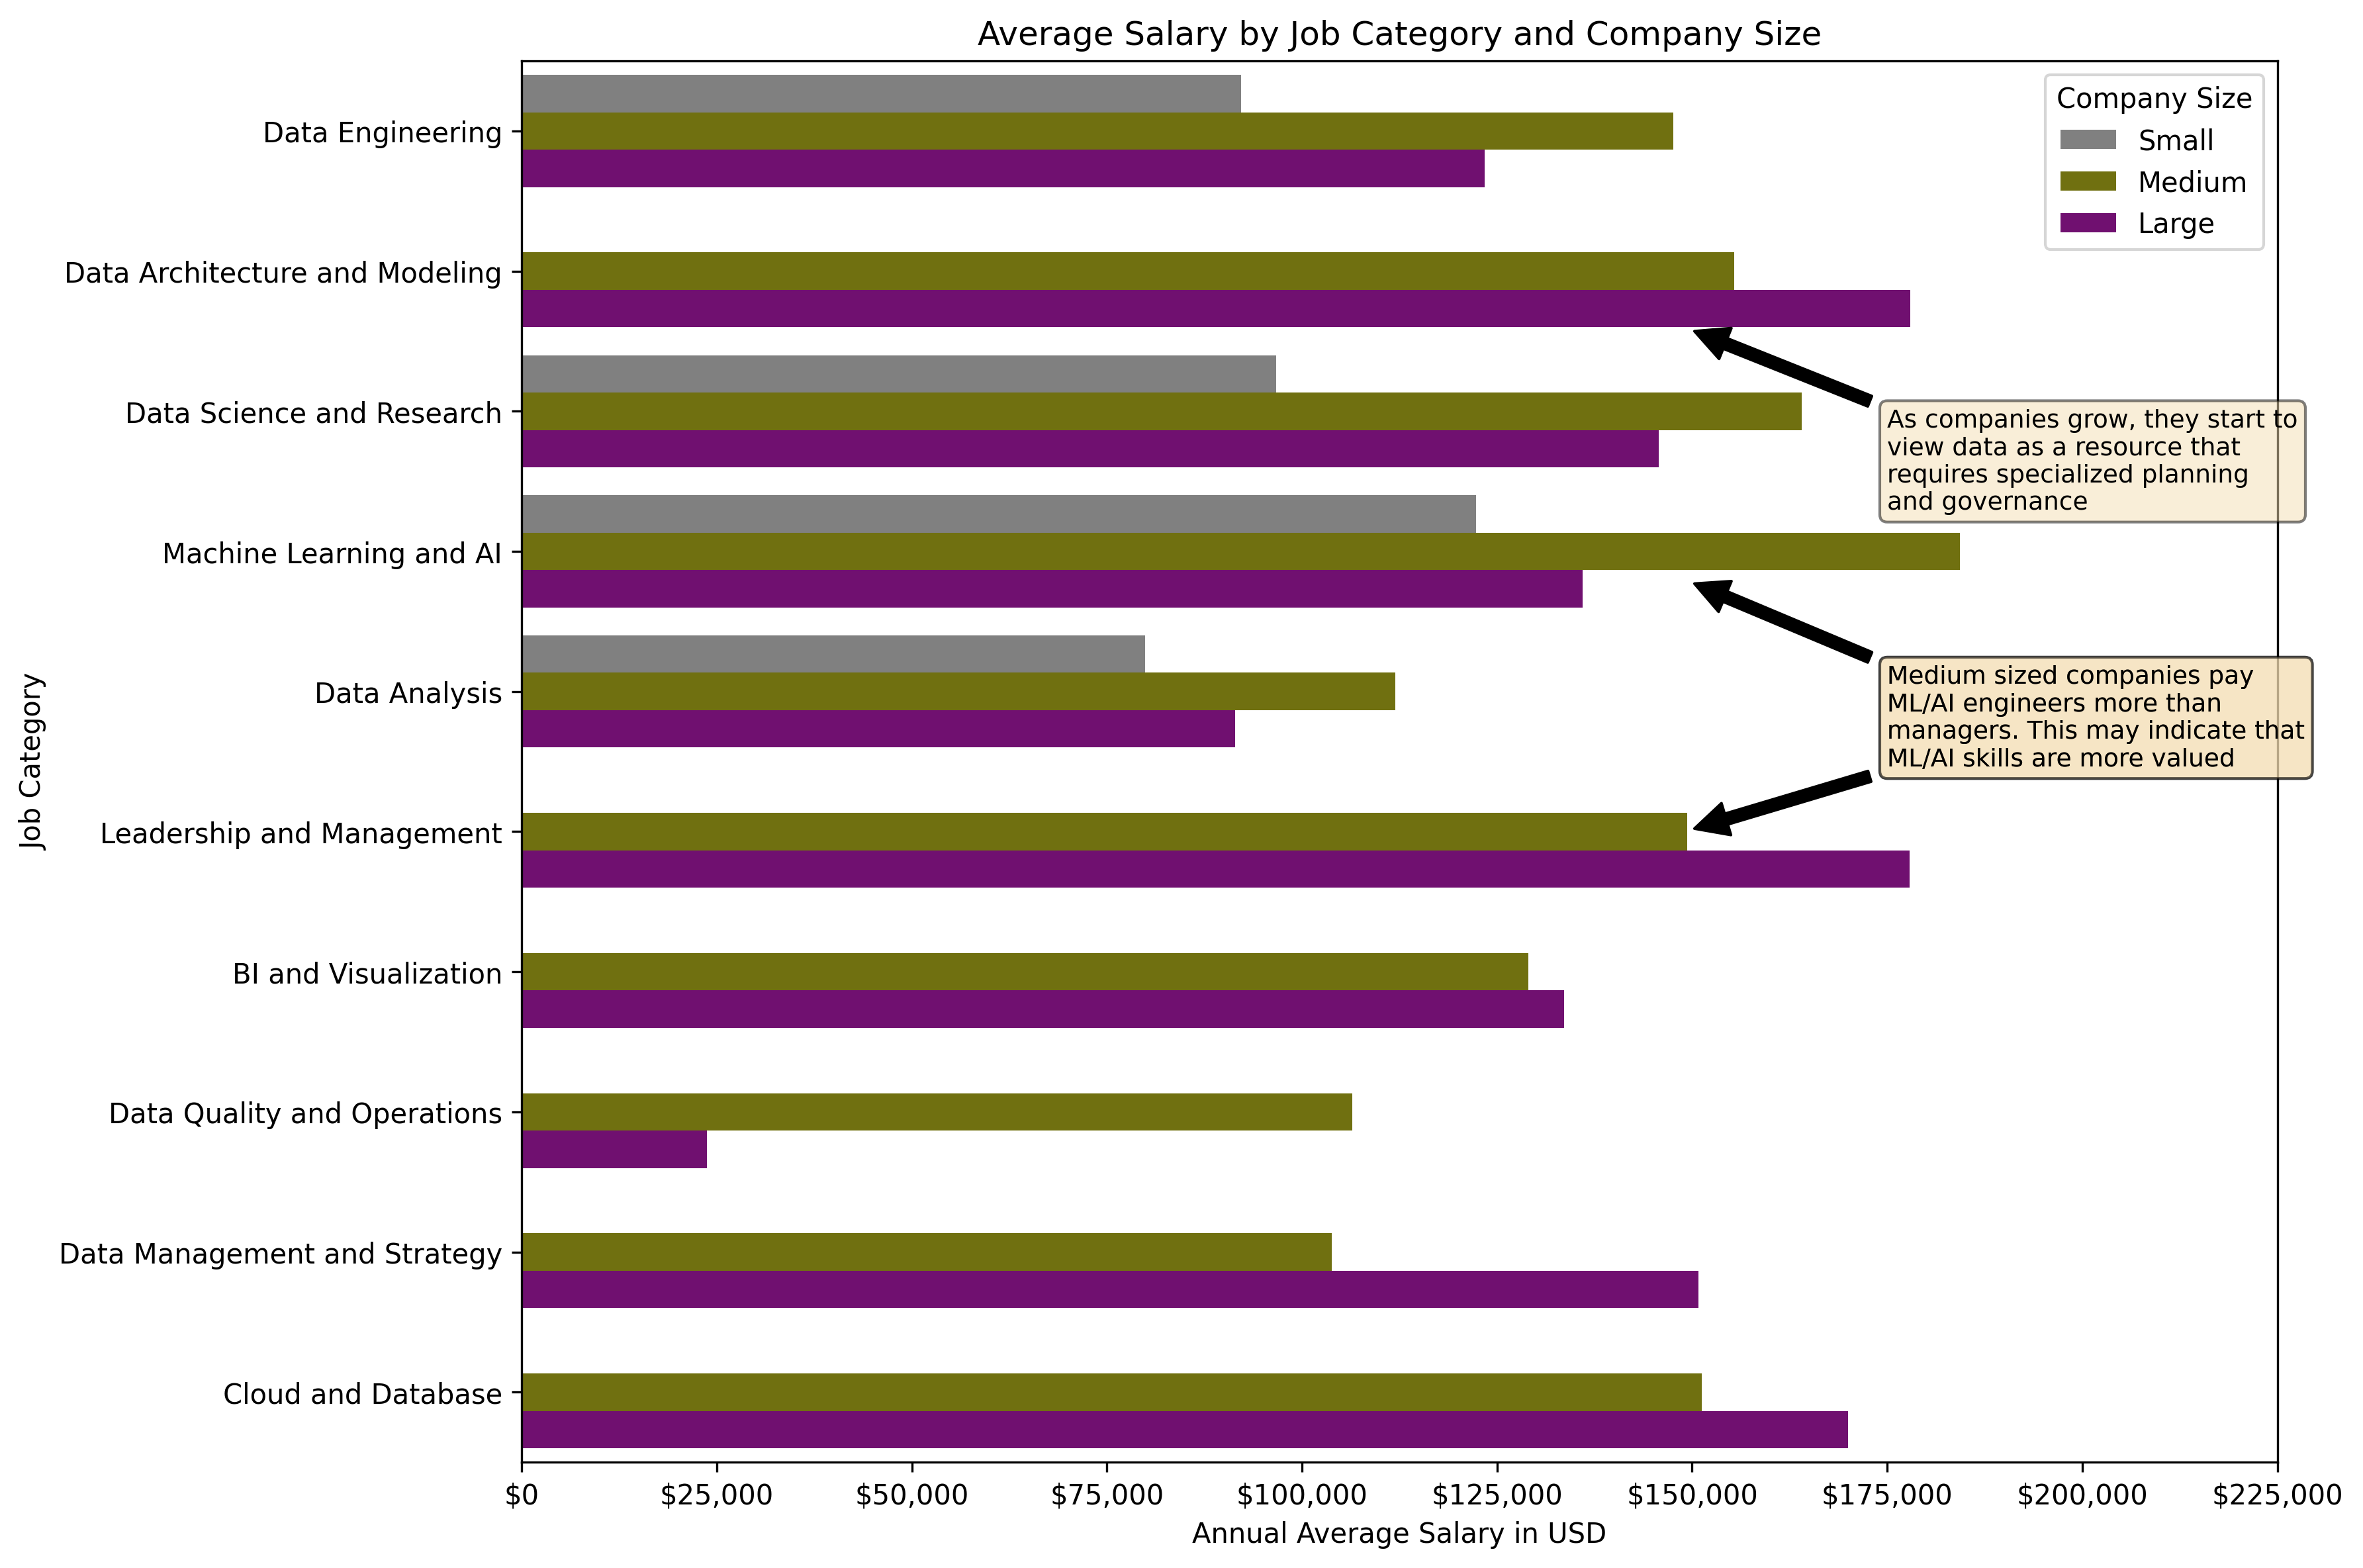 Average Salary by Job Category and Company Size
Company Size
Small
Medium
Large
Job Category
Data Engineering
Data Architecture and Modeling
Data Science and Research
Machine Learning and AI
Data Analysis
Leadership and Management
BI and Visualization
Data Quality and Operations
Data Management and Strategy
Cloud and Database
As companies grow, they start to
view data as a resource that
requires specialized planning
and governance
Medium sized companies pay
ML/AI engineers more than
managers. This may indicate that
ML/AI skills are more valued
$0
$25,000
$50,000
$75,000
$100,000
$125,000
$150,000
$175,000
$200,000
$225,000
Annual Average Salary in USD